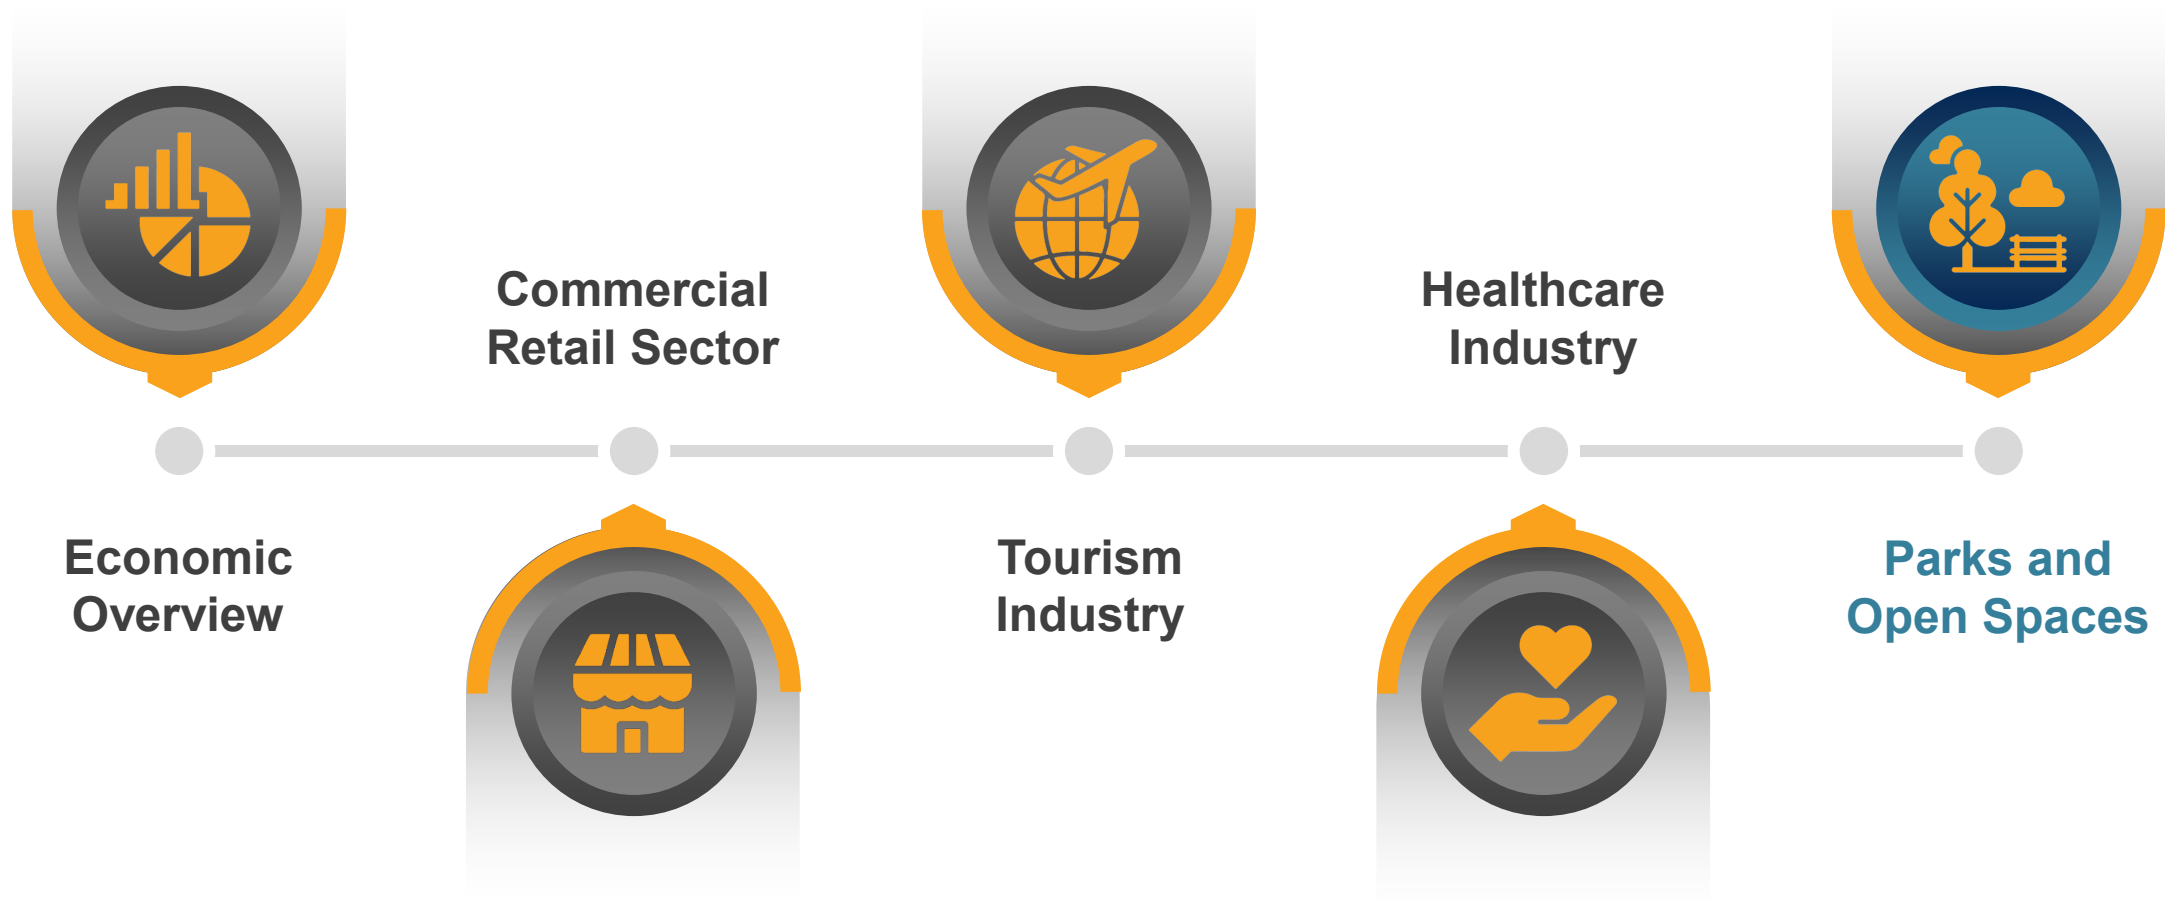 Economic
Overview
Commercial
Retail Sector
Tourism
Industry
Healthcare
Industry
Parks and
Open Spaces